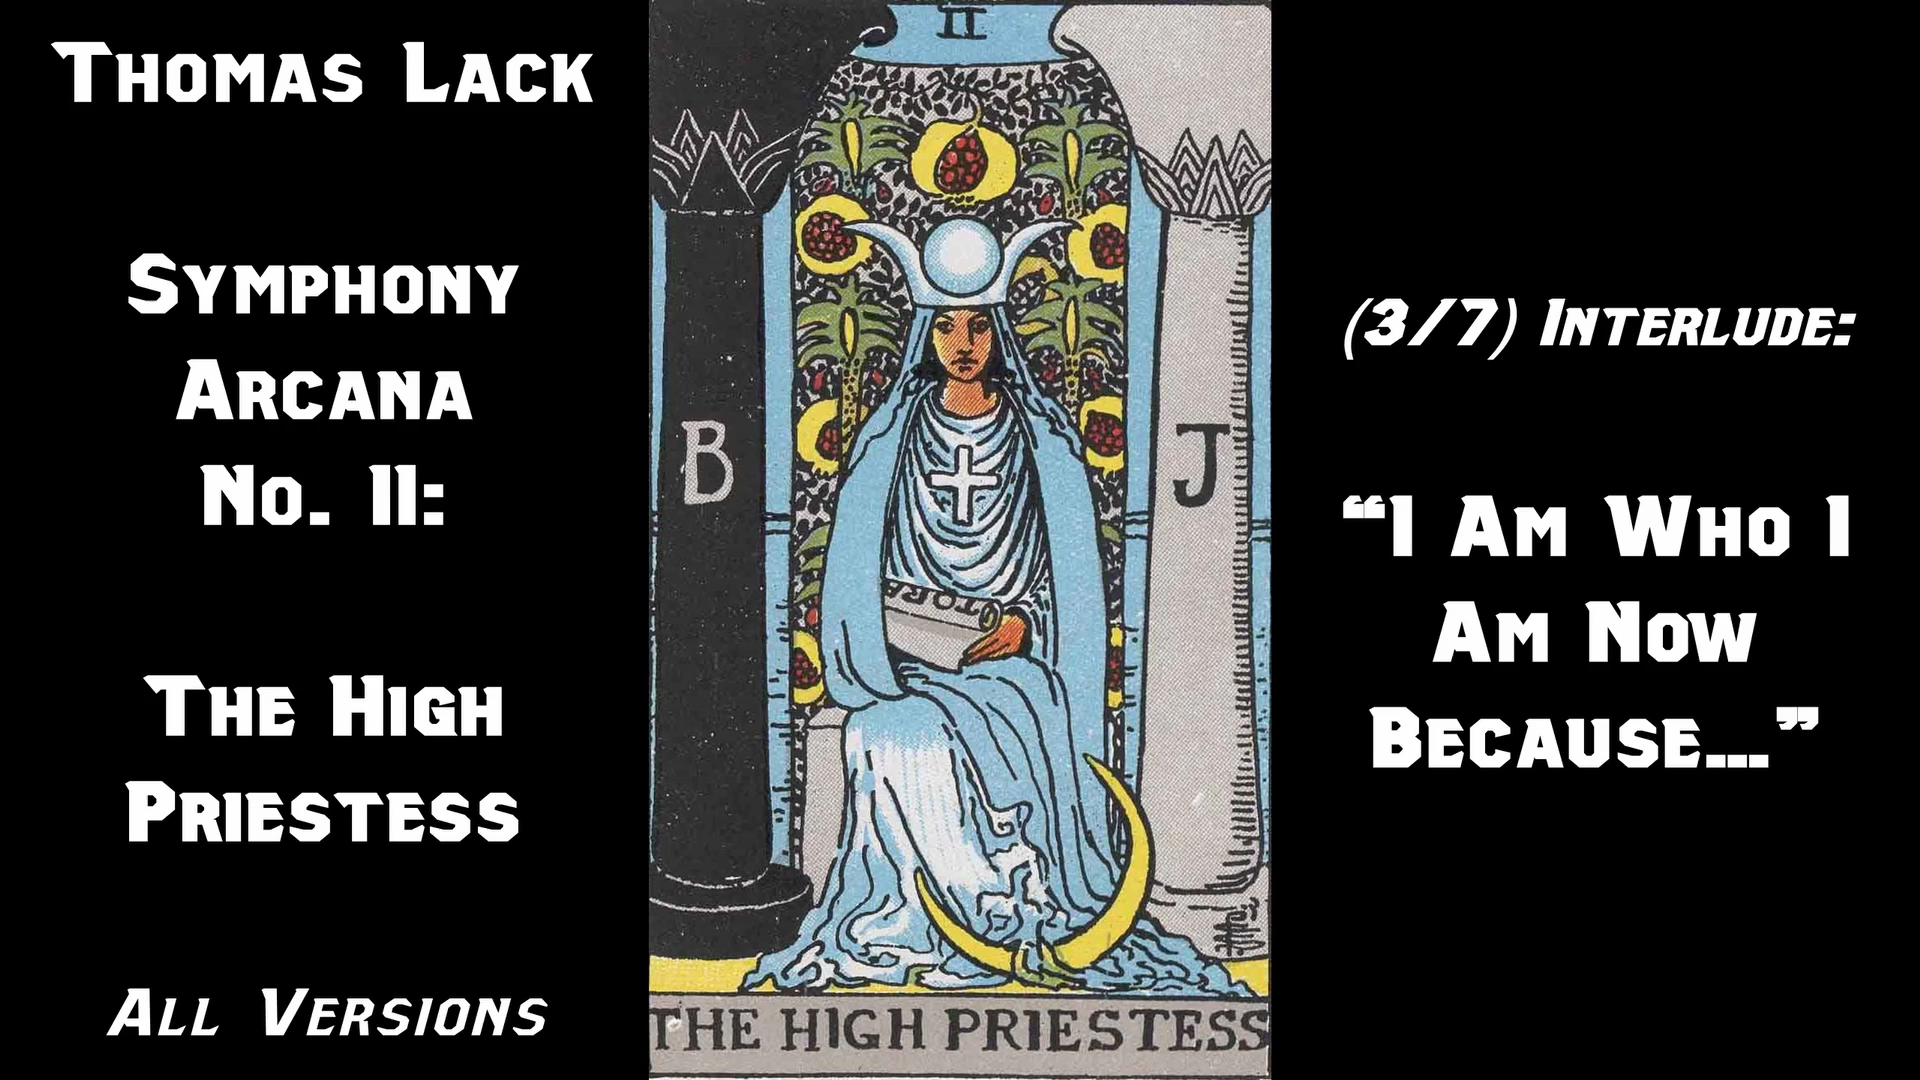 Thomas Lack
Symphony
Arcana
No. II:
The High
Priestess
All Versions
II
B
J
TORA
THE HIGH PRIESTESS
(3/7) Interlude:
“I Am Who I
Am Now
Because...”